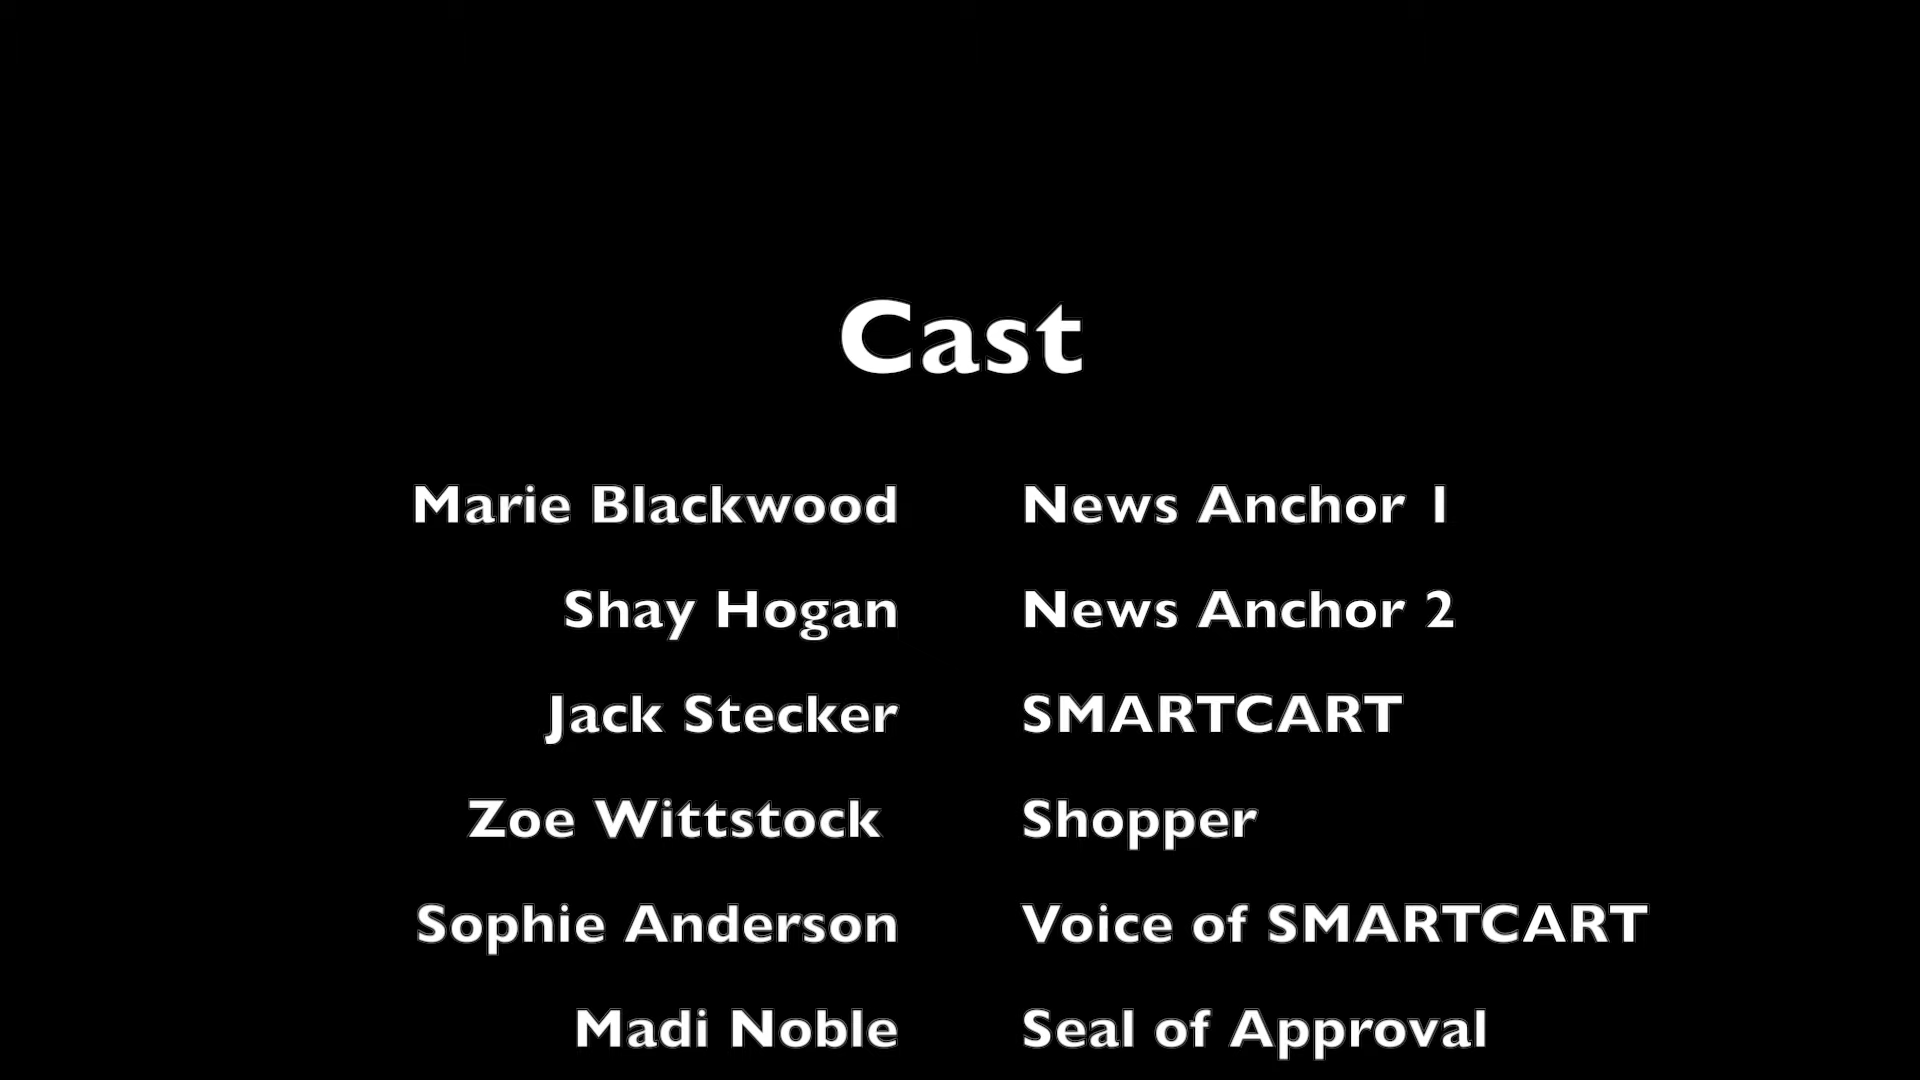 Cast
Marie Blackwood News Anchor 1
Shay Hogan News Anchor 2
Jack Stecker SMARTCART
Zoe Wittstock Shopper
Sophie Anderson Voice of SMARTCART
Madi Noble Seal of Approval